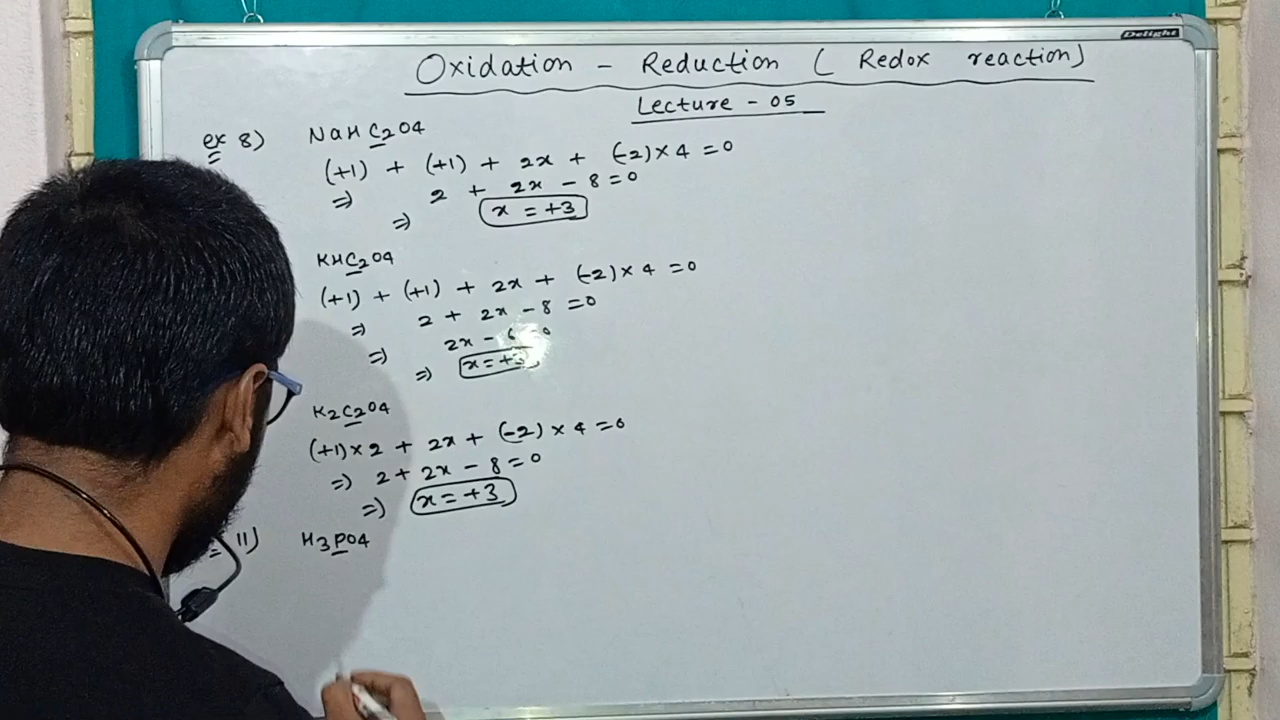 Delight
Oxidation - Reduction ( Redox reaction)
Lecture - 05
ex 8) NaHC2O4
(+1) + (+1) + 2x + (-2)×4 =0
=) 2 + 2x - 8 =0
=) x = +3
KHC2O4
(+1) + (+1) + 2x + (-2)×4 =0
=) 2 + 2x - 8 =0
=) 2x -
=) x=+
K2C2O4
(+1)×2 + 2x + (-2)×4 =0
=) 2+ 2x - 8 =0
=) x=+3
11) H3PO4